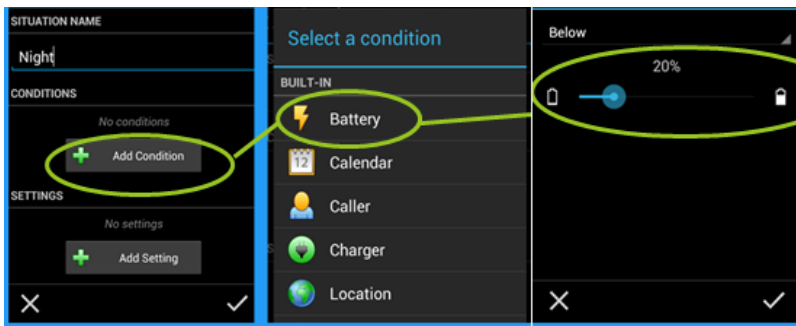 SITUATION NAME
Night
CONDITIONS
No conditions
Add Condition
SETTINGS
No settings
Add Setting
Select a condition
BUILT-IN
Battery
12
Calendar
Caller
Charger
Location
Below
20%